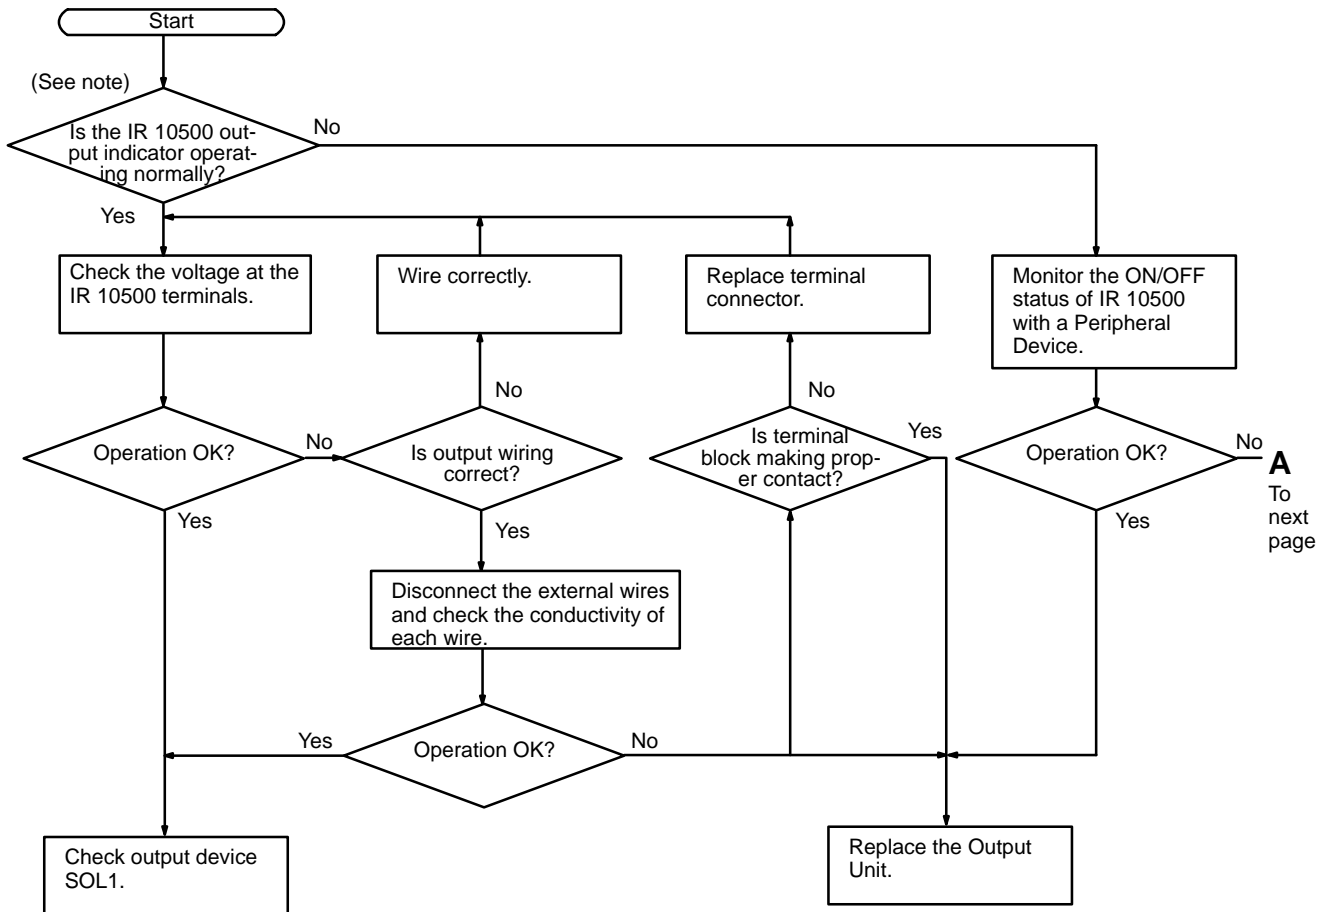 Start
(See note)
Is the IR 10500 out-
put indicator operat-
ing normally?
No
Yes
Check the voltage at the
IR 10500 terminals.
Wire correctly.
Replace terminal
connector.
Monitor the ON/OFF
status of IR 10500
with a Peripheral
Device.
No
No
Operation OK?
No
Is output wiring
correct?
Is terminal
block making prop-
er contact?
Yes
Operation OK?
No
A
To
next
page
Yes
Yes
Yes
Disconnect the external wires
and check the conductivity of
each wire.
Yes
Operation OK?
No
Check output device
SOL1.
Replace the Output
Unit.